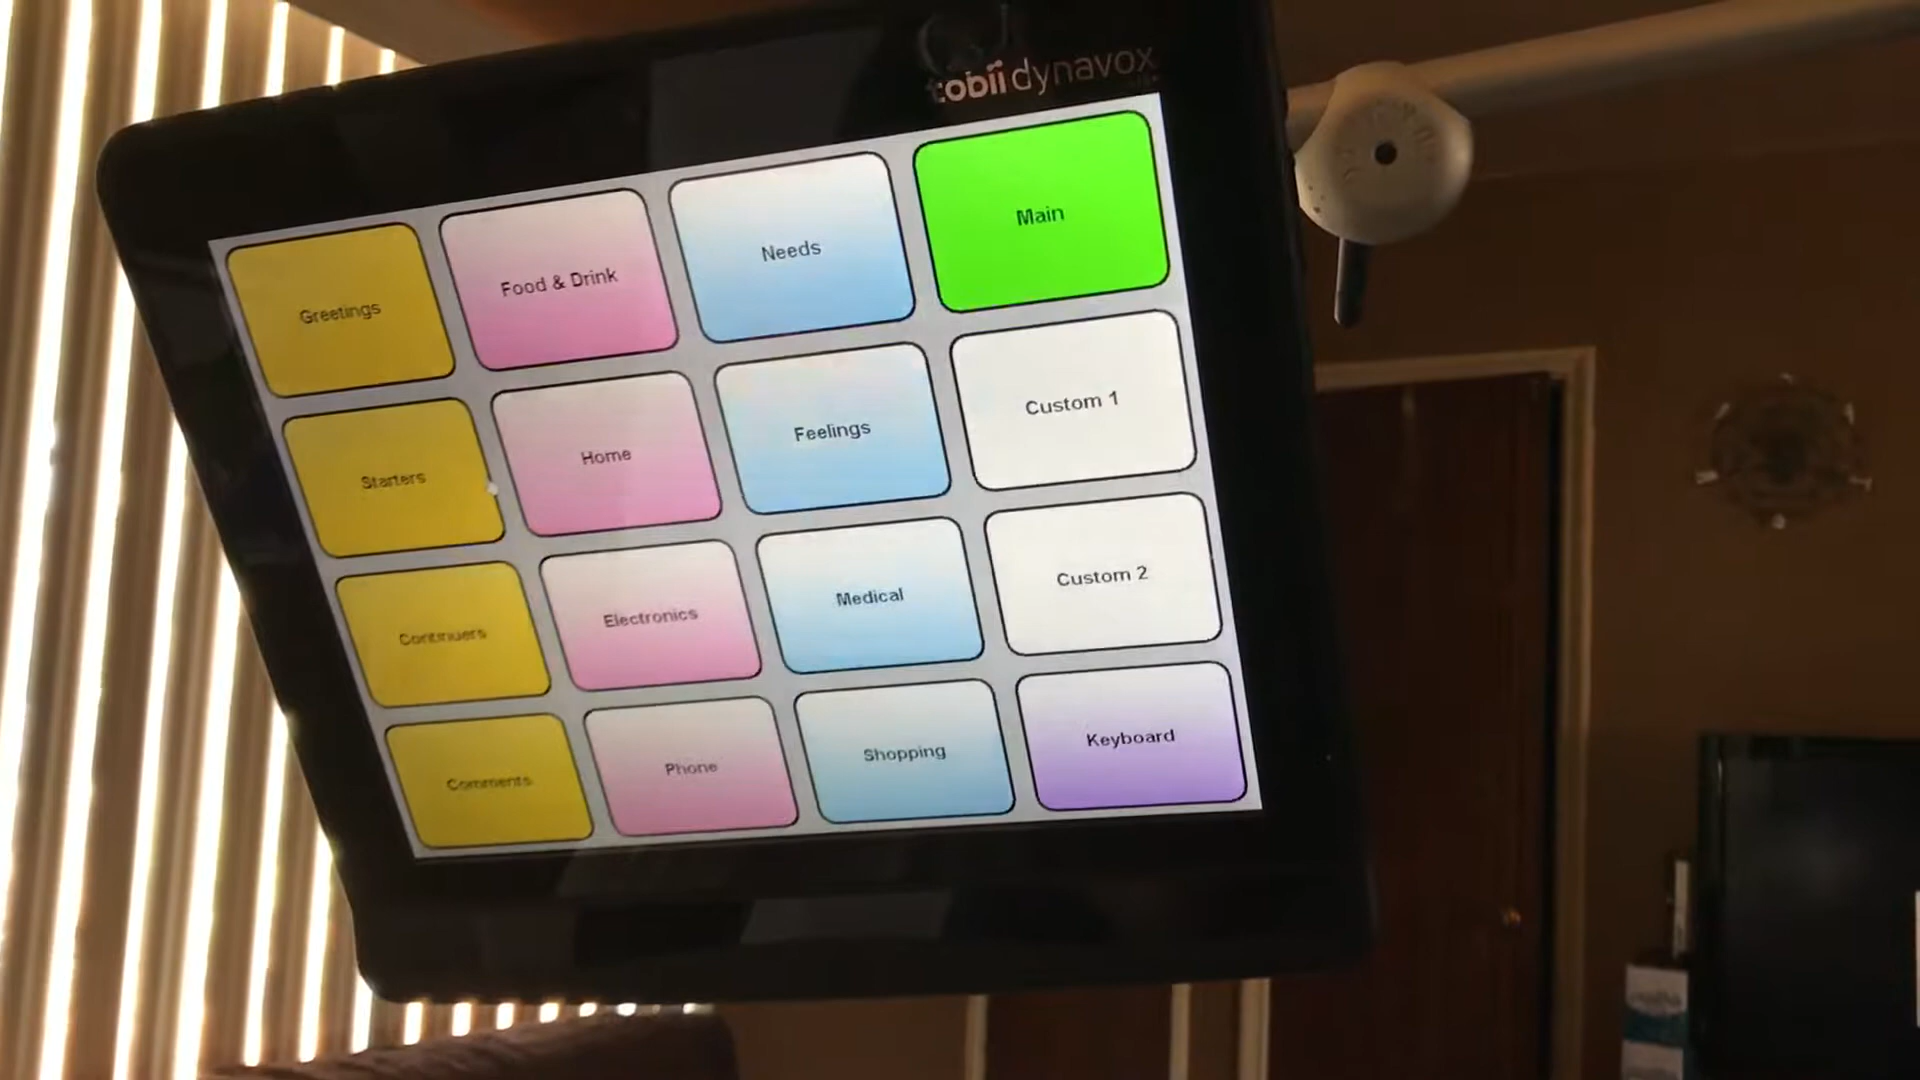 tobii dynavox
Greetings
Food & Drink
Needs
Main
Starters
Home
Feelings
Custom 1
Continuers
Electronics
Medical
Custom 2
Comments
Phone
Shopping
Keyboard